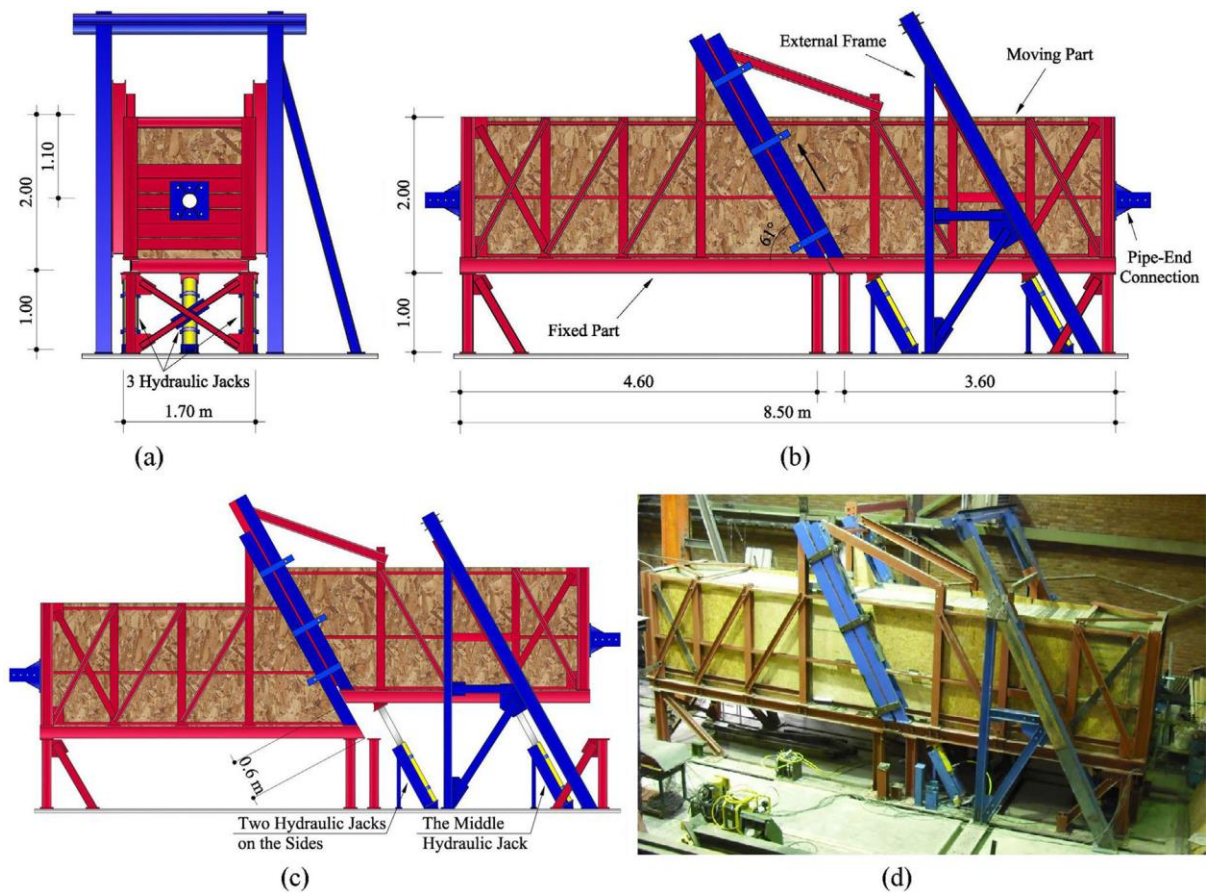 1.10
2.00
1.00
3 Hydraulic Jacks
1.70 m
(a)
External Frame
Moving Part
2.00
61°
Pipe-End
Connection
1.00
Fixed Part
4.60
3.60
8.50 m
(b)
0.6 m
Two Hydraulic Jacks
on the Sides
The Middle
Hydraulic Jack
(c)
(d)